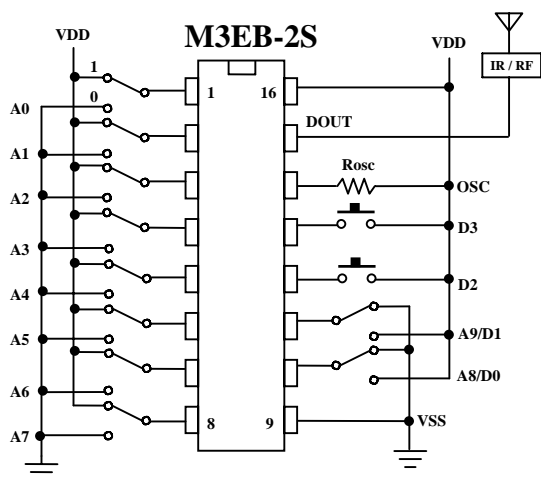 M3EB-2S
VDD
VDD
IR / RF
1
0
1
16
A0
DOUT
A1
Rosc
A2
OSC
A3
D3
A4
D2
A5
A9/D1
A6
A8/D0
A7
8
9
VSS